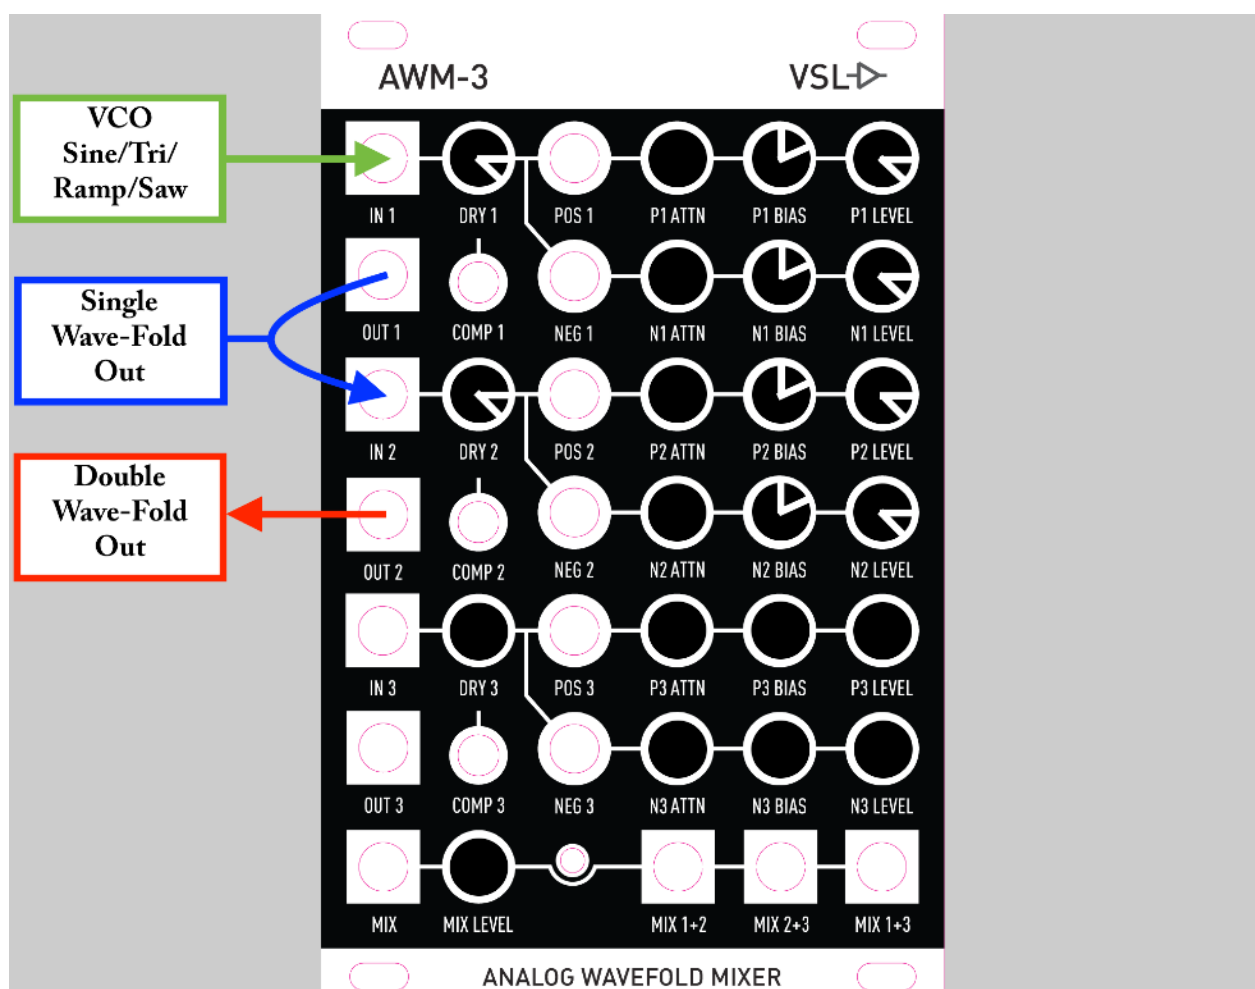 AWM-3 VSL
VCO
Sine/Tri/
Ramp/Saw
IN 1 DRY 1 POS 1 P1 ATTN P1 BIAS P1 LEVEL
Single
Wave-Fold
Out
OUT 1 COMP 1 NEG 1 N1 ATTN N1 BIAS N1 LEVEL
IN 2 DRY 2 POS 2 P2 ATTN P2 BIAS P2 LEVEL
Double
Wave-Fold
Out
OUT 2 COMP 2 NEG 2 N2 ATTN N2 BIAS N2 LEVEL
IN 3 DRY 3 POS 3 P3 ATTN P3 BIAS P3 LEVEL
OUT 3 COMP 3 NEG 3 N3 ATTN N3 BIAS N3 LEVEL
MIX MIX LEVEL MIX 1+2 MIX 2+3 MIX 1+3
ANALOG WAVEFOLD MIXER